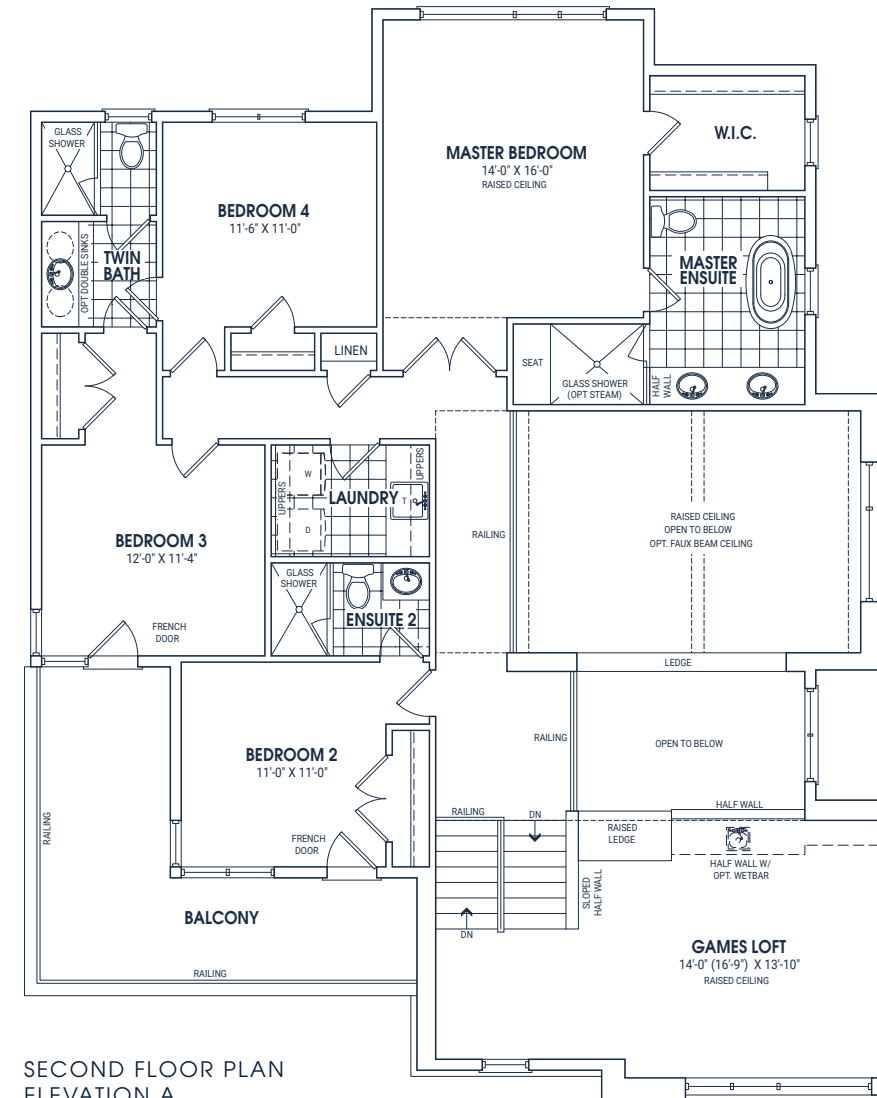 GLASS
SHOWER
MASTER BEDROOM
14'-0" X 16'-0"
RAISED CEILING
W.I.C.
BEDROOM 4
11'-6" X 11'-0"
OPT DOUBLE SINKS
TWIN
BATH
MASTER
ENSUITE
LINEN
SEAT
GLASS SHOWER
(OPT STEAM)
HALF
WALL
UPPERS
W
LAUNDRY
T
UPPERS
D
RAILING
RAISED CEILING
OPEN TO BELOW
OPT. FAUX BEAM CEILING
BEDROOM 3
12'-0" X 11'-4"
GLASS
SHOWER
ENSUITE 2
FRENCH
DOOR
LEDGE
RAILING
OPEN TO BELOW
BEDROOM 2
11'-0" X 11'-0"
FRENCH
DOOR
RAILING
RAILING
DN
HALF WALL
RAISED
LEDGE
HALF WALL W/
OPT. WETBAR
SLOPED
HALF WALL
DN
BALCONY
RAILING
GAMES LOFT
14'-0" (16'-9") X 13'-10"
RAISED CEILING
SECOND FLOOR PLAN
ELEVATION A